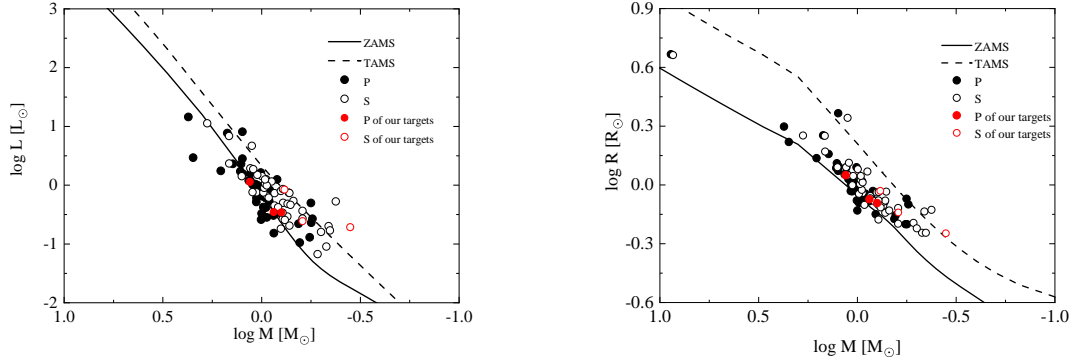 3
2
1
0
-1
-2
1.0
0.5
0.0
-0.5
-1.0
log L [L☉]
log M [M☉]
ZAMS
TAMS
P
S
P of our targets
S of our targets
0.9
0.6
0.3
0.0
-0.3
-0.6
1.0
0.5
0.0
-0.5
-1.0
log R [R☉]
log M [M☉]
ZAMS
TAMS
P
S
P of our targets
S of our targets